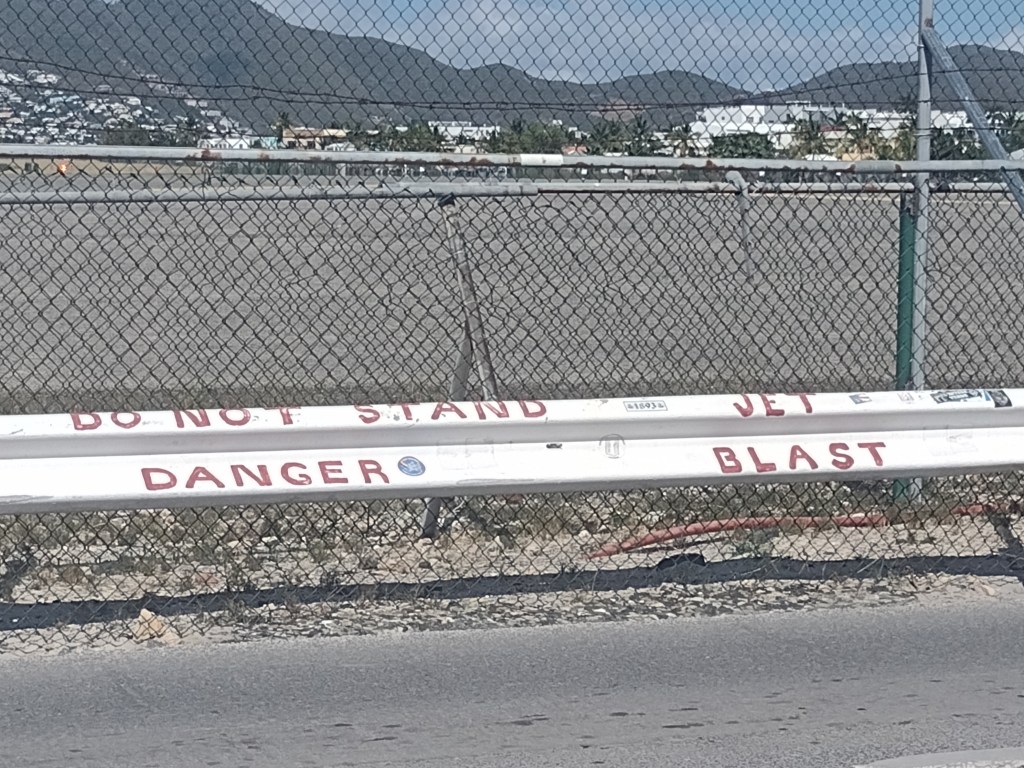 DO NOT STAND
JET
DANGER
BLAST